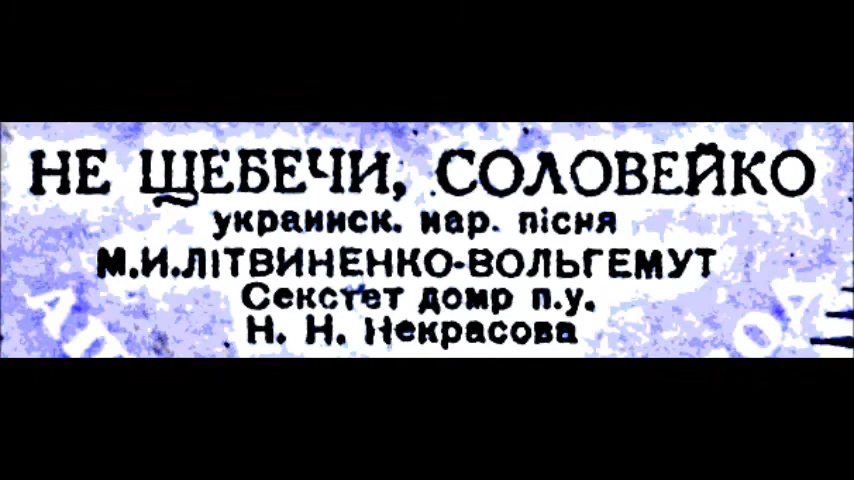 НЕ ЩЕБЕЧИ, СОЛОВЕЙКО
украинск. нар. пісня
М.И.ЛІТВИНЕНКО-ВОЛЬГЕМУТ
Секстет домр п.у.
Н. Н. Некрасова